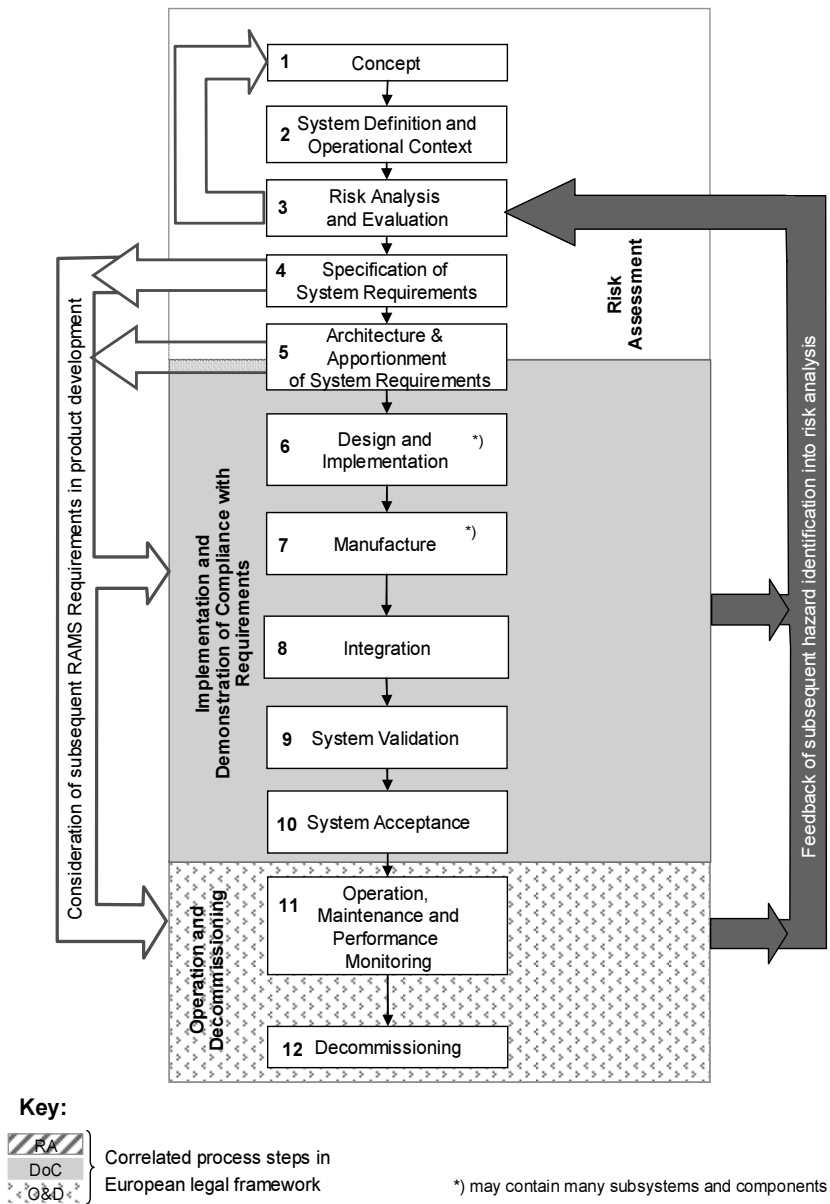 1 Concept
2 System Definition and
Operational Context
3 Risk Analysis
and Evaluation
4 Specification of
System Requirements
5 Architecture &
Apportionment
of System Requirements
Risk
Assessment
6 Design and *)
Implementation
7 Manufacture *)
8 Integration
9 System Validation
10 System Acceptance
Implementation and
Demonstration of Compliance with
Requirements
11 Operation,
Maintenance and
Performance
Monitoring
12 Decommissioning
Operation and
Decommissioning
Consideration of subsequent RAMS Requirements in product development
Feedback of subsequent hazard identification into risk analysis
Key:
RA
DoC
O&D
Correlated process steps in
European legal framework
*) may contain many subsystems and components